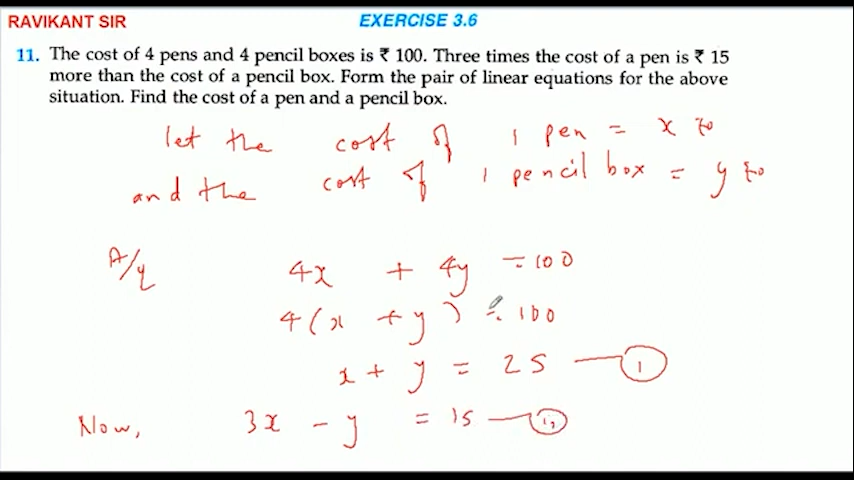 RAVIKANT SIR
EXERCISE 3.6
11. The cost of 4 pens and 4 pencil boxes is ₹ 100. Three times the cost of a pen is ₹ 15
more than the cost of a pencil box. Form the pair of linear equations for the above
situation. Find the cost of a pen and a pencil box.
let the cost of 1 pen = x
and the cost of 1 pencil box = y
A/q 4x + 4y = 100
4(x + y) = 100
x + y = 25 — 1
Now, 3x - y = 15 —